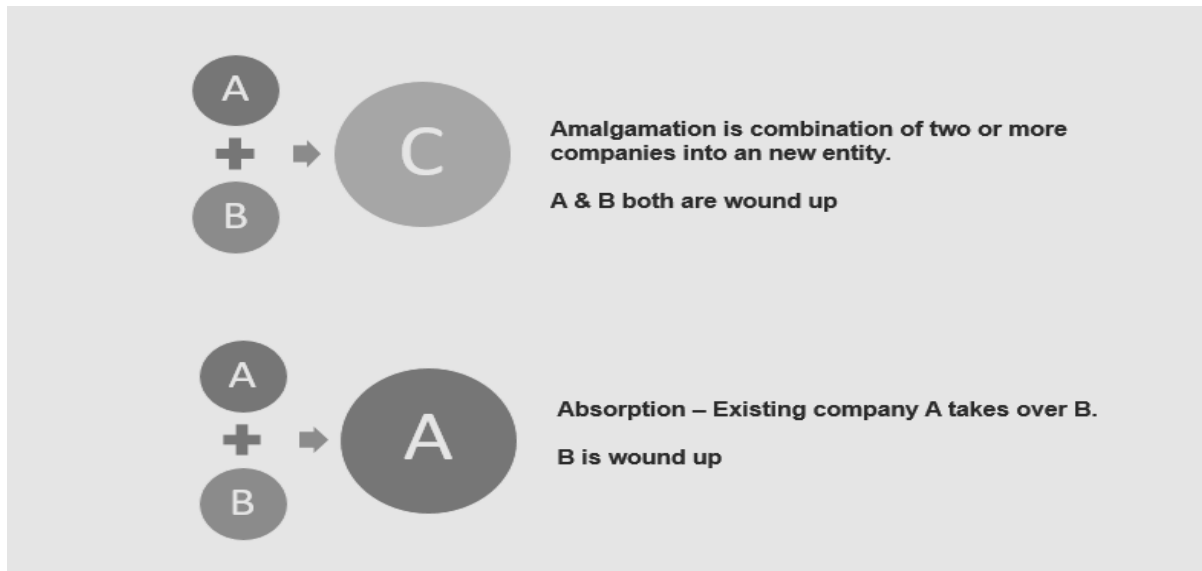 A
B
C
Amalgamation is combination of two or more
companies into an new entity.
A & B both are wound up
A
B
A
Absorption – Existing company A takes over B.
B is wound up